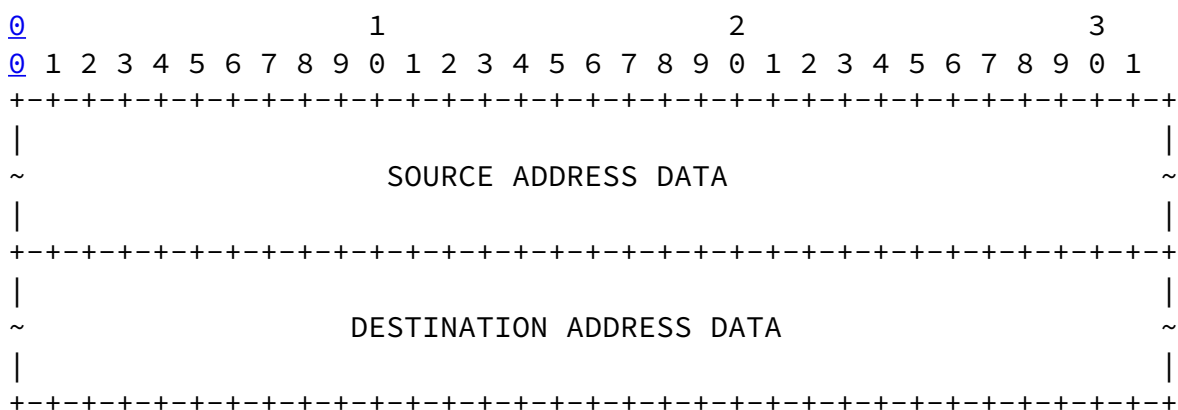 0                   1                   2                   3
0 1 2 3 4 5 6 7 8 9 0 1 2 3 4 5 6 7 8 9 0 1 2 3 4 5 6 7 8 9 0 1
+-+-+-+-+-+-+-+-+-+-+-+-+-+-+-+-+-+-+-+-+-+-+-+-+-+-+-+-+-+-+-+-+
|                                                               |
~                    SOURCE ADDRESS DATA                        ~
|                                                               |
+-+-+-+-+-+-+-+-+-+-+-+-+-+-+-+-+-+-+-+-+-+-+-+-+-+-+-+-+-+-+-+-+
|                                                               |
~                  DESTINATION ADDRESS DATA                     ~
|                                                               |
+-+-+-+-+-+-+-+-+-+-+-+-+-+-+-+-+-+-+-+-+-+-+-+-+-+-+-+-+-+-+-+-+